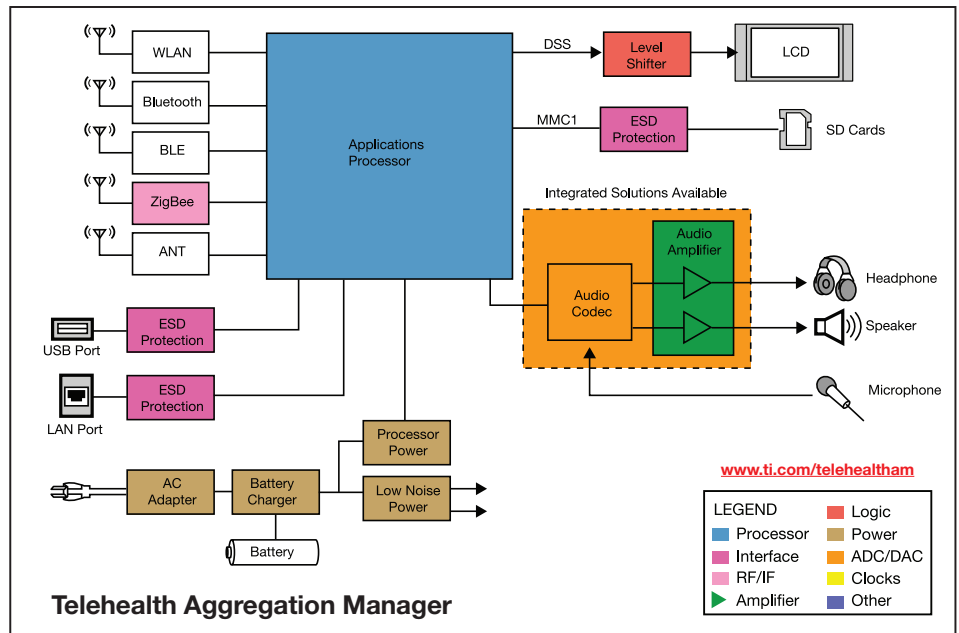 WLAN
Bluetooth
BLE
ZigBee
ANT
Applications
Processor
DSS
Level
Shifter
LCD
MMC1
ESD
Protection
SD Cards
Integrated Solutions Available
Audio
Amplifier
Audio
Codec
Headphone
Speaker
Microphone
USB Port
ESD
Protection
LAN Port
ESD
Protection
Processor
Power
AC
Adapter
Battery
Charger
Low Noise
Power
Battery
www.ti.com/telehealtham
LEGEND
Processor
Interface
RF/IF
Amplifier
Logic
Power
ADC/DAC
Clocks
Other
Telehealth Aggregation Manager